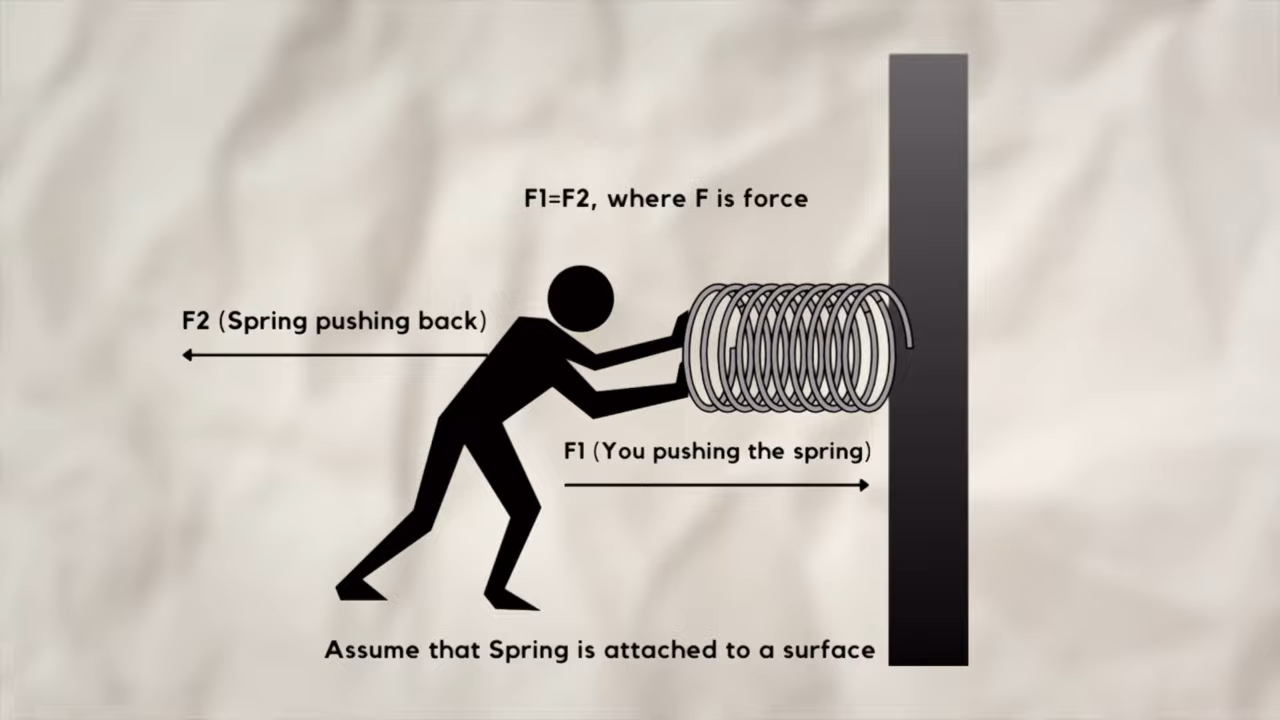 F1=F2, where F is force
F2 (Spring pushing back)
F1 (You pushing the spring)
Assume that Spring is attached to a surface